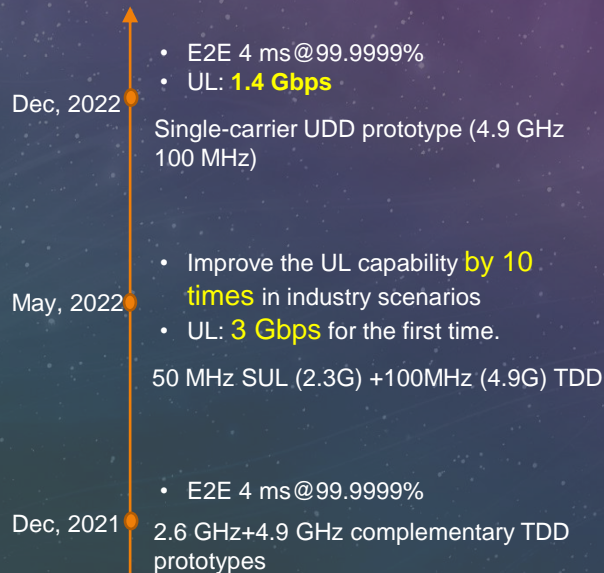 Dec, 2022
• E2E 4 ms@99.9999%
• UL: 1.4 Gbps
Single-carrier UDD prototype (4.9 GHz
100 MHz)
May, 2022
• Improve the UL capability by 10
times in industry scenarios
• UL: 3 Gbps for the first time.
50 MHz SUL (2.3G) +100MHz (4.9G) TDD
Dec, 2021
• E2E 4 ms@99.9999%
2.6 GHz+4.9 GHz complementary TDD
prototypes